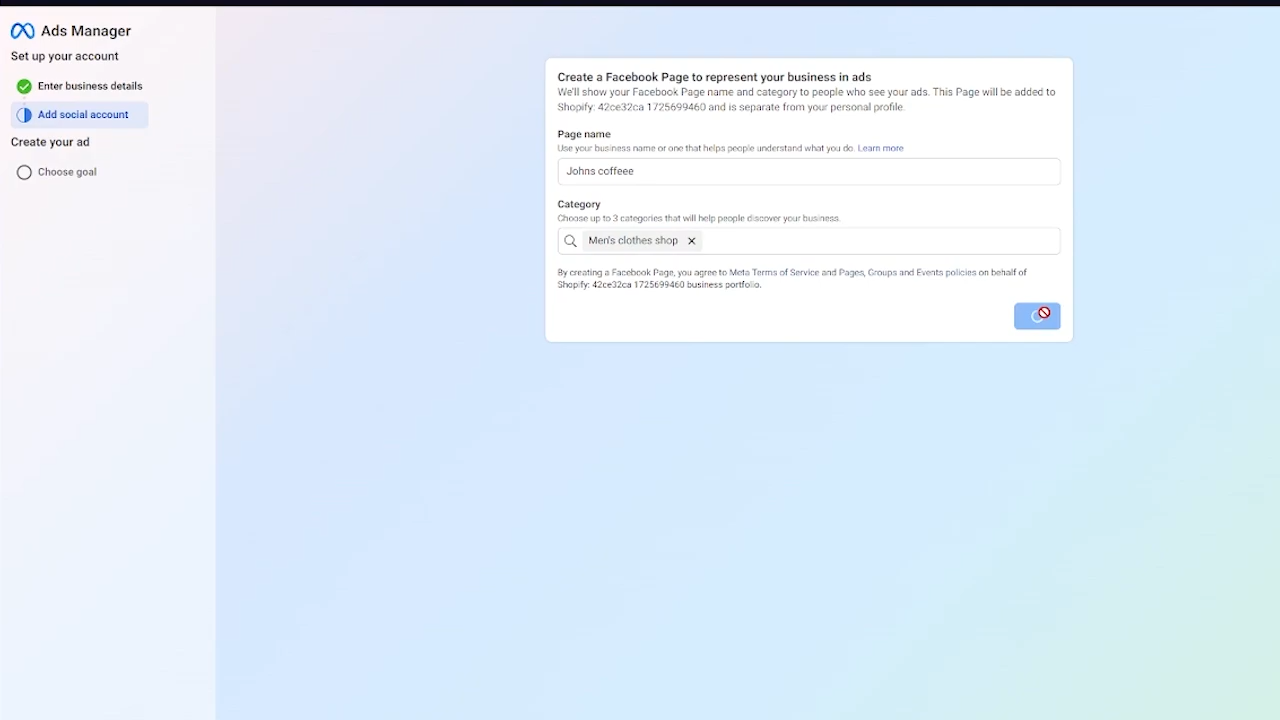 Ads Manager
Set up your account
Enter business details
Add social account
Create your ad
Choose goal
Create a Facebook Page to represent your business in ads
We'll show your Facebook Page name and category to people who see your ads. This Page will be added to
Shopify: 42ce32ca 1725699460 and is separate from your personal profile.
Page name
Use your business name or one that helps people understand what you do. Learn more
Johns coffeee
Category
Choose up to 3 categories that will help people discover your business.
Men's clothes shop
By creating a Facebook Page, you agree to Meta Terms of Service and Pages, Groups and Events policies on behalf of
Shopify: 42ce32ca 1725699460 business portfolio.